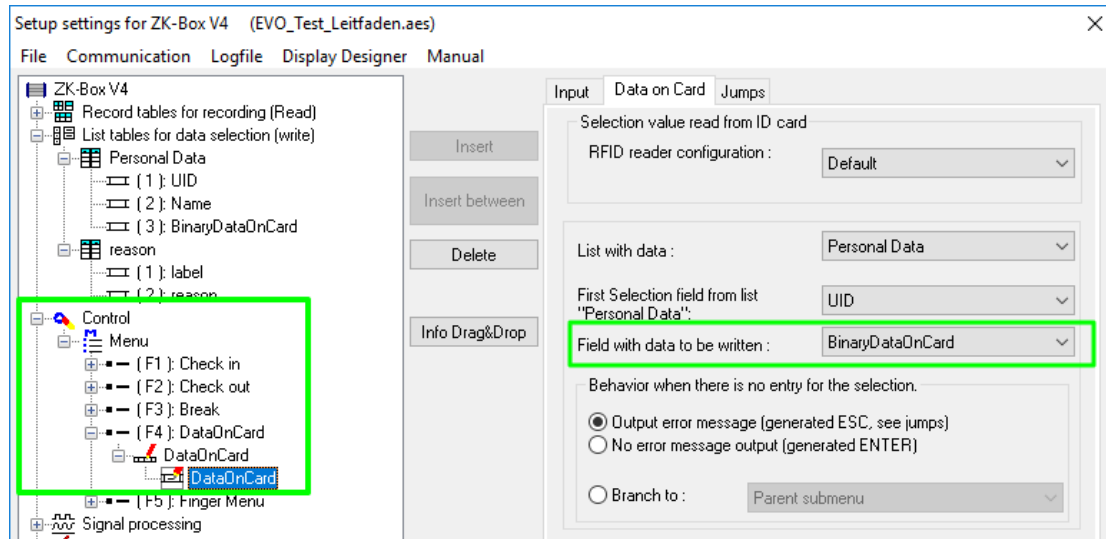 Setup settings for ZK-Box V4 (EVO_Test_Leitfaden.aes)
File Communication Logfile Display Designer Manual
ZK-Box V4
Record tables for recording (Read)
List tables for data selection (write)
Personal Data
( 1 ): UID
( 2 ): Name
( 3 ): BinaryDataOnCard
reason
( 1 ): label
( 2 ): reason
Control
Menu
( F1 ): Check in
( F2 ): Check out
( F3 ): Break
( F4 ): DataOnCard
DataOnCard
DataOnCard
( F5 ): Finger Menu
Signal processing
Insert
Insert between
Delete
Info Drag&Drop
Input Data on Card Jumps
Selection value read from ID card
RFID reader configuration : Default
List with data : Personal Data
First Selection field from list
"Personal Data": UID
Field with data to be written : BinaryDataOnCard
Behavior when there is no entry for the selection.
Output error message (generated ESC, see jumps)
No error message output (generated ENTER)
Branch to : Parent submenu